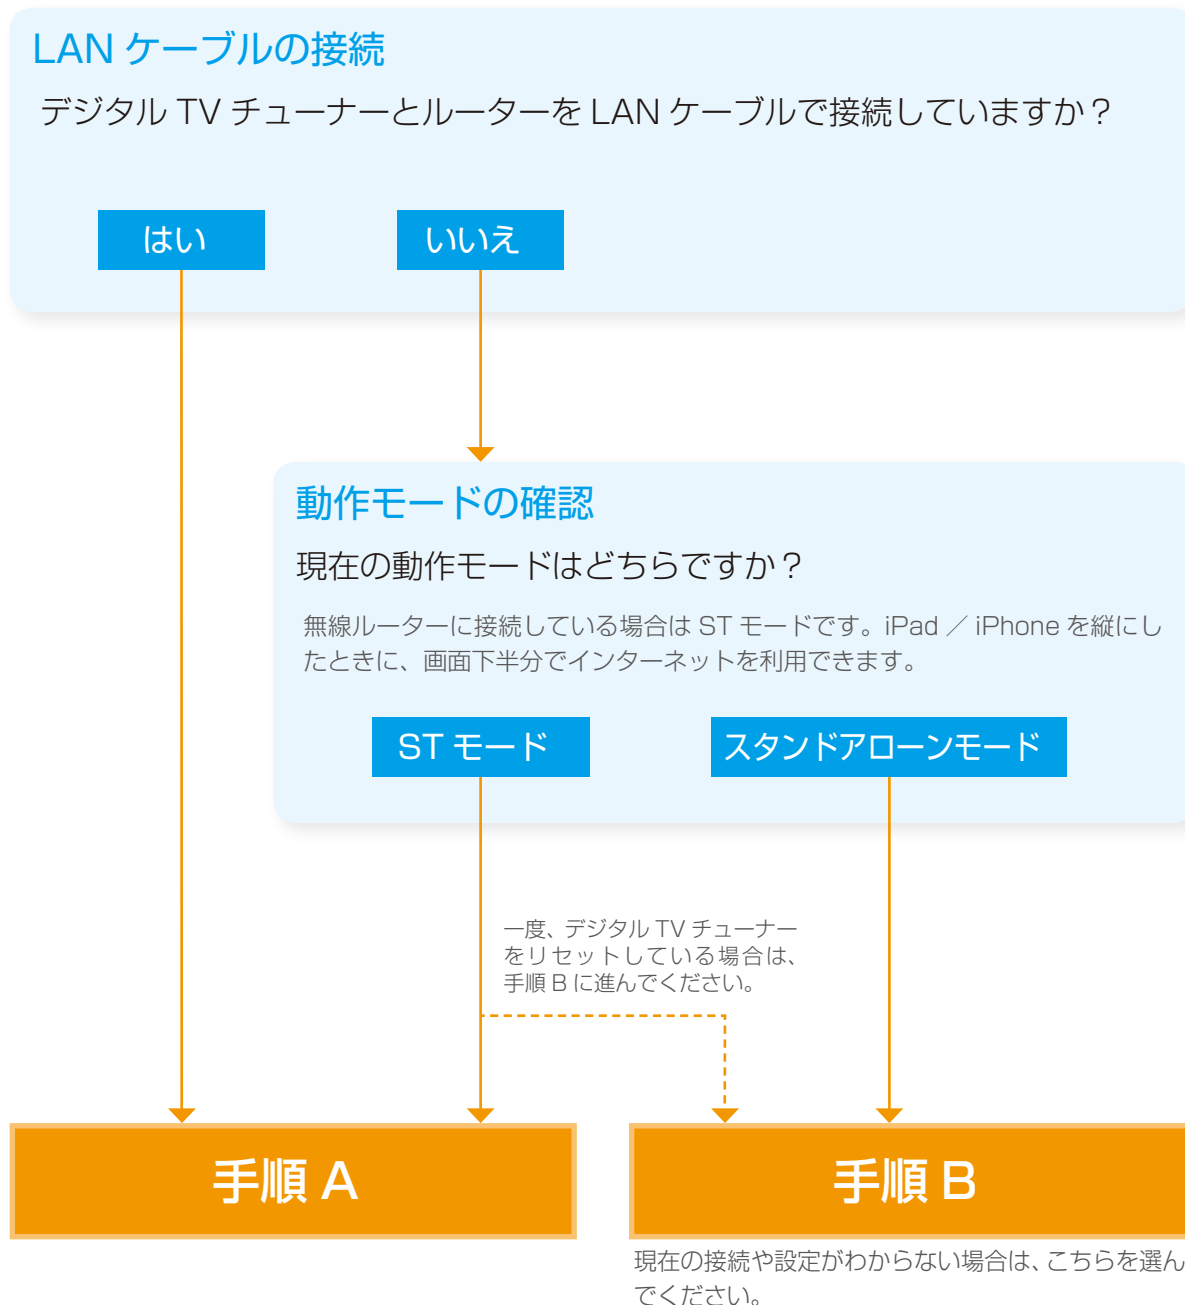 LAN ケーブルの接続
デジタル TV チューナーとルーターを LAN ケーブルで接続していますか？
はい
いいえ
動作モードの確認
現在の動作モードはどちらですか？
無線ルーターに接続している場合は ST モードです。iPad ／ iPhone を縦にし
たときに、画面下半分でインターネットを利用できます。
ST モード
スタンドアローンモード
一度、デジタル TV チューナー
をリセットしている場合は、
手順 B に進んでください。
手順 A
手順 B
現在の接続や設定がわからない場合は、こちらを選ん
でください。